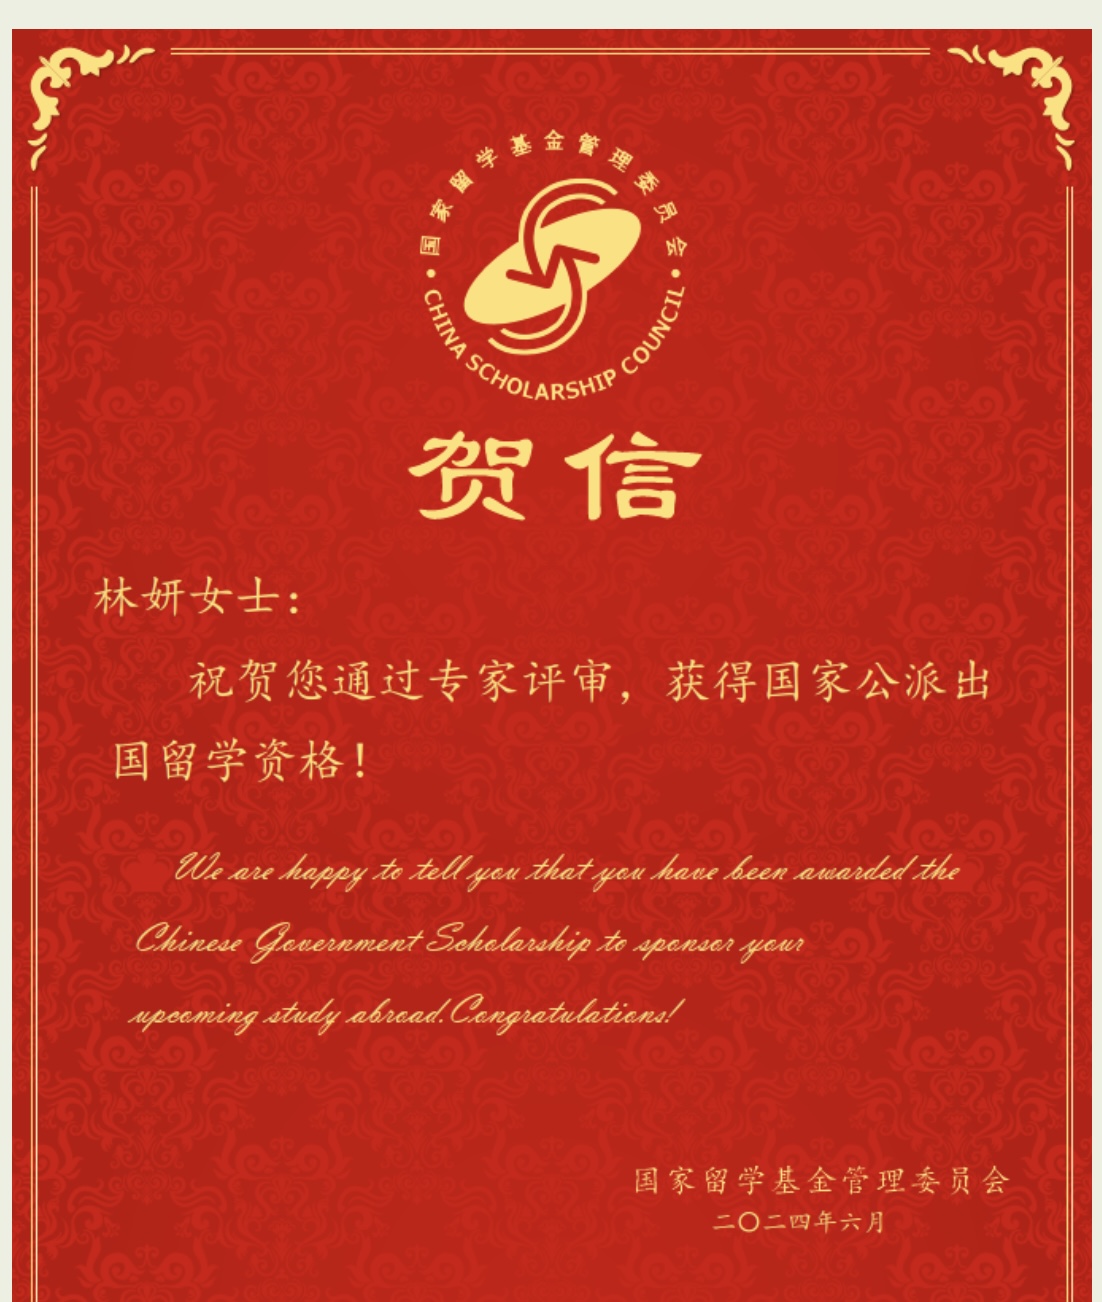 国家留学基金管理委员会
CHINA SCHOLARSHIP COUNCIL
贺信
林妍女士：
祝贺您通过专家评审，获得国家公派出
国留学资格！
We are happy to tell you that you have been awarded the
Chinese Government Scholarship to sponsor your
upcoming study abroad.Congratulations!
国家留学基金管理委员会
二〇二四年六月